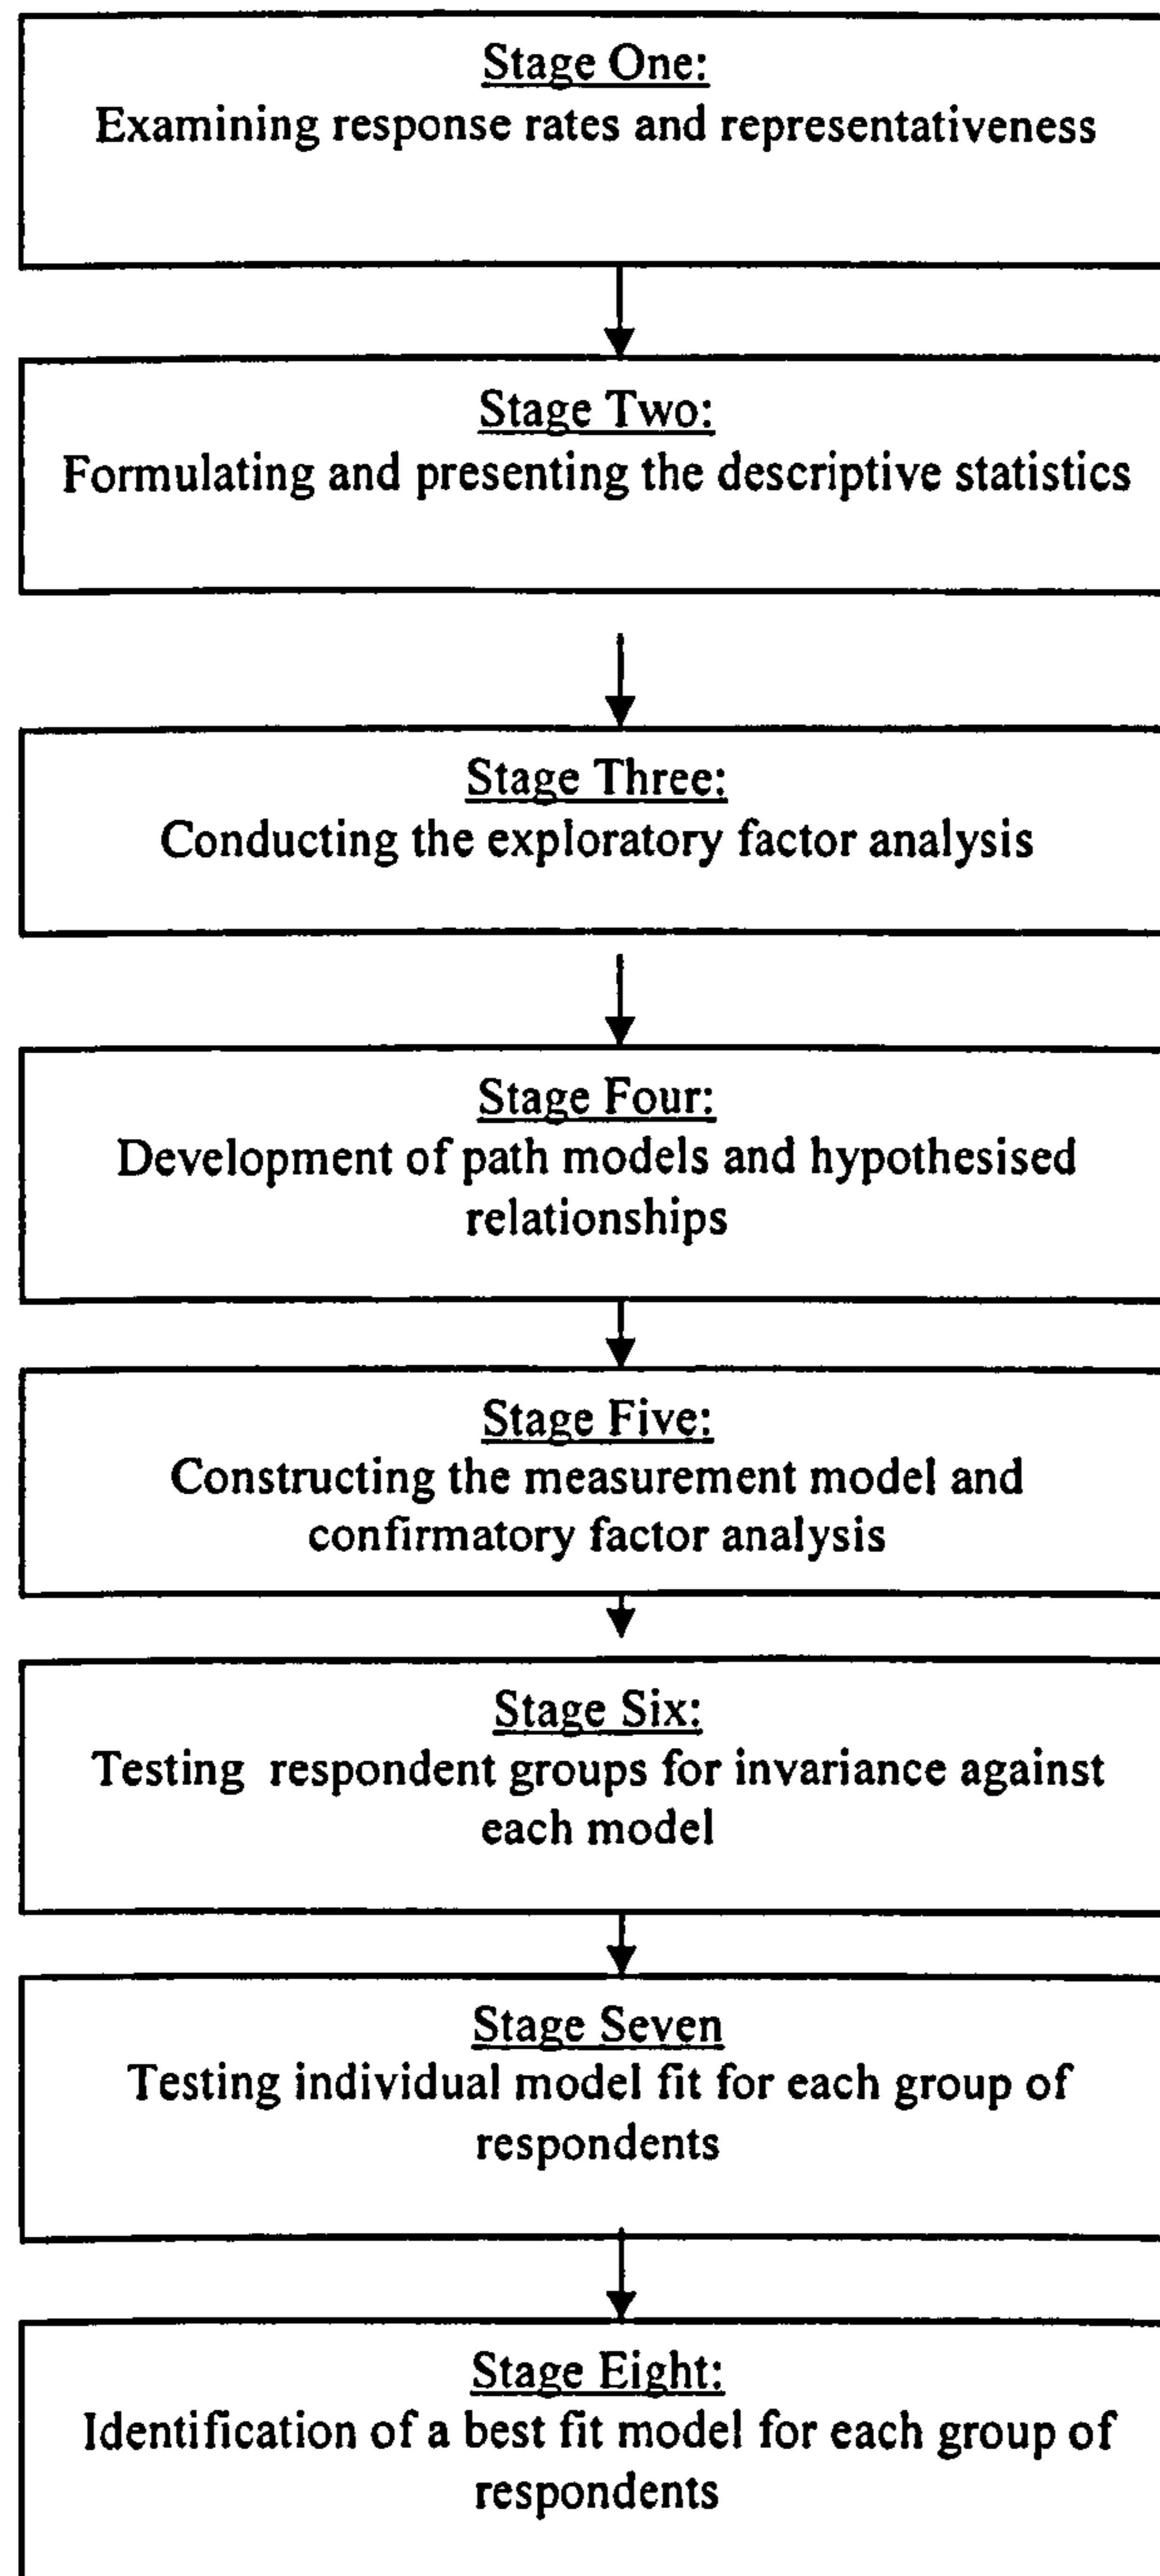 Stage One:
Examining response rates and representativeness
Stage Two:
Formulating and presenting the descriptive statistics
Stage Three:
Conducting the exploratory factor analysis
Stage Four:
Development of path models and hypothesised
relationships
Stage Five:
Constructing the measurement model and
confirmatory factor analysis
Stage Six:
Testing  respondent groups for invariance against
each model
Stage Seven
Testing individual model fit for each group of
respondents
Stage Eight:
Identification of a best fit model for each group of
respondents